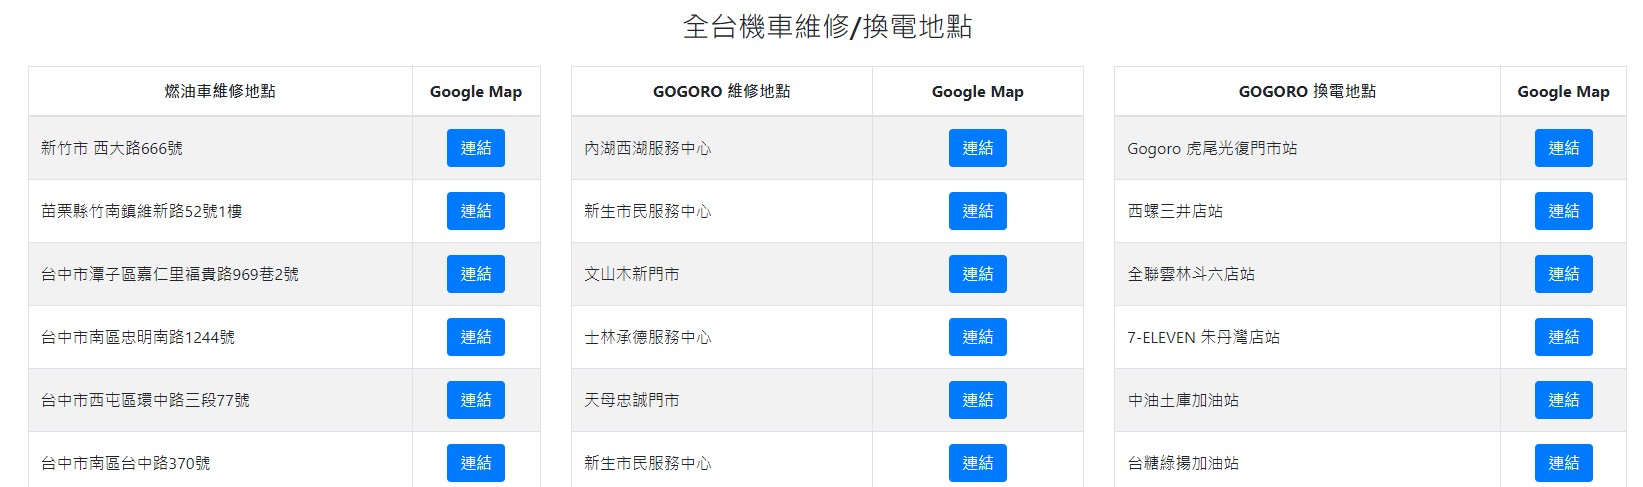 全台機車維修/換電地點
燃油車維修地點 Google Map
新竹市 西大路666號 連結
苗栗縣竹南鎮維新路52號1樓 連結
台中市潭子區嘉仁里福貴路969巷2號 連結
台中市南區忠明南路1244號 連結
台中市西屯區環中路三段77號 連結
台中市南區台中路370號 連結
GOGORO 維修地點 Google Map
內湖西湖服務中心 連結
新生市民服務中心 連結
文山木新門市 連結
士林承德服務中心 連結
天母忠誠門市 連結
新生市民服務中心 連結
GOGORO 換電地點 Google Map
Gogoro 虎尾光復門市站 連結
西螺三井店站 連結
全聯雲林斗六店站 連結
7-ELEVEN 朱丹灣店站 連結
中油土庫加油站 連結
台糖綠揚加油站 連結